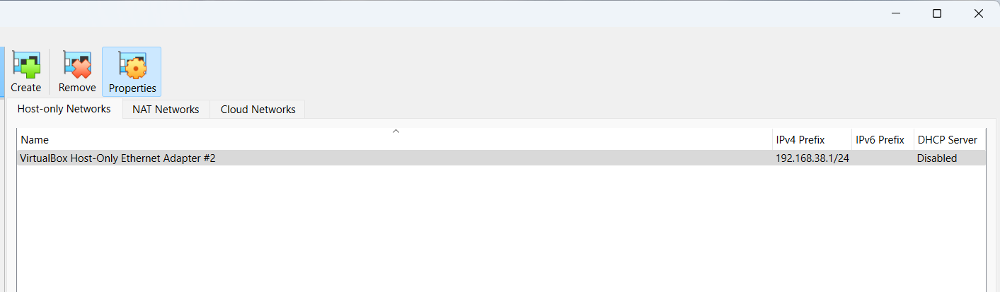 Create Remove Properties
Host-only Networks NAT Networks Cloud Networks
Name IPv4 Prefix IPv6 Prefix DHCP Server
VirtualBox Host-Only Ethernet Adapter #2 192.168.38.1/24 Disabled